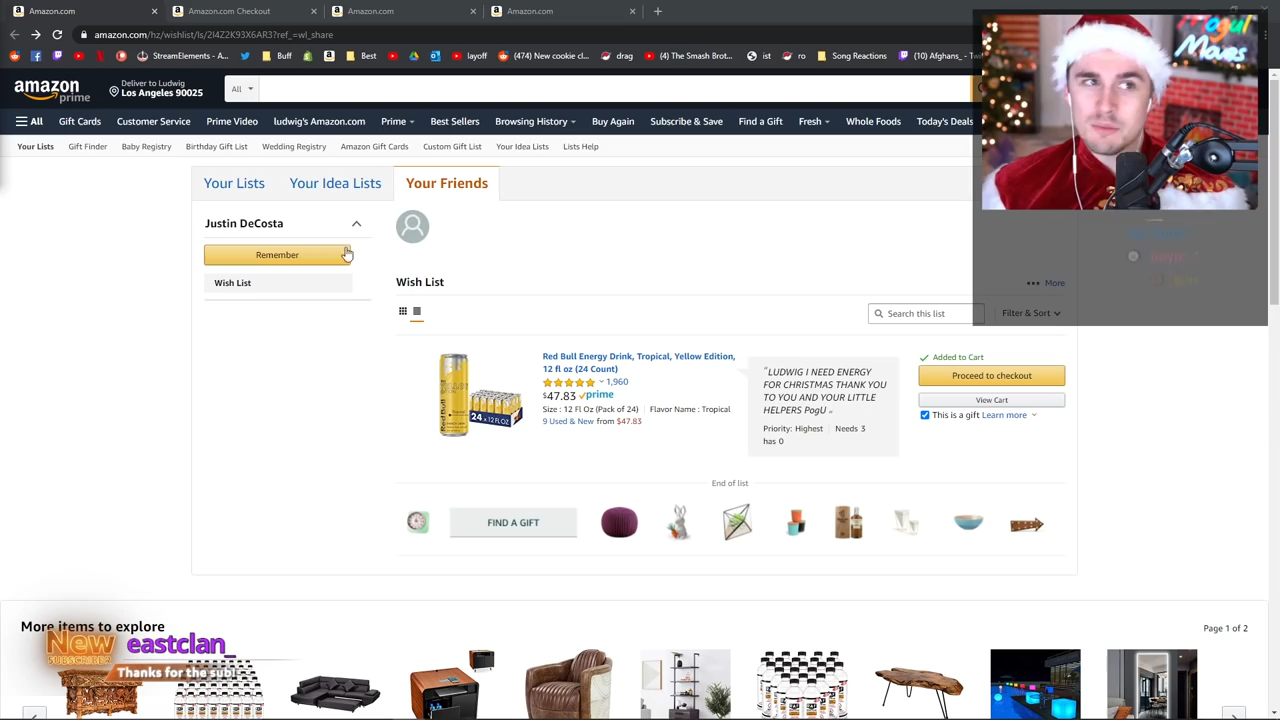 Amazon.com
Amazon.com Checkout
Amazon.com
Amazon.com
amazon.com/hz/wishlist/ls/2I4Z2K93X6AR3?ref_=wl_share
StreamElements - A...
Buff
Best
layout
(474) New cookie cl...
drag
(4) The Smash Brot...
ist
ro
Song Reactions
(10) Afghans_- Tw
Mogul
Moves
amazon
prime
Deliver to Ludwig
Los Angeles 90025
All
All
Gift Cards
Customer Service
Prime Video
ludwig's Amazon.com
Prime
Best Sellers
Browsing History
Buy Again
Subscribe & Save
Find a Gift
Fresh
Whole Foods
Today's Deals
Your Lists
Gift Finder
Baby Registry
Birthday Gift List
Wedding Registry
Amazon Gift Cards
Custom Gift List
Your Idea Lists
Lists Help
Your Lists
Your Idea Lists
Your Friends
Justin DeCosta
Remember
Wish List
Wish List
More
Search this list
Filter & Sort
Red Bull Energy Drink, Tropical, Yellow Edition,
12 fl oz (24 Count)
1,960
$47.83 prime
Size : 12 Fl Oz (Pack of 24) | Flavor Name : Tropical
9 Used & New from $47.83
24 x 12 FL OZ
"LUDWIG I NEED ENERGY
FOR CHRISTMAS THANK YOU
TO YOU AND YOUR LITTLE
HELPERS PogU "
Priority: Highest | Needs 3
has 0
Added to Cart
Proceed to checkout
View Cart
This is a gift Learn more
End of list
FIND A GIFT
More items to explore
Page 1 of 2
New
SUBSCRIBER
eastclan_
Thanks for the sub!